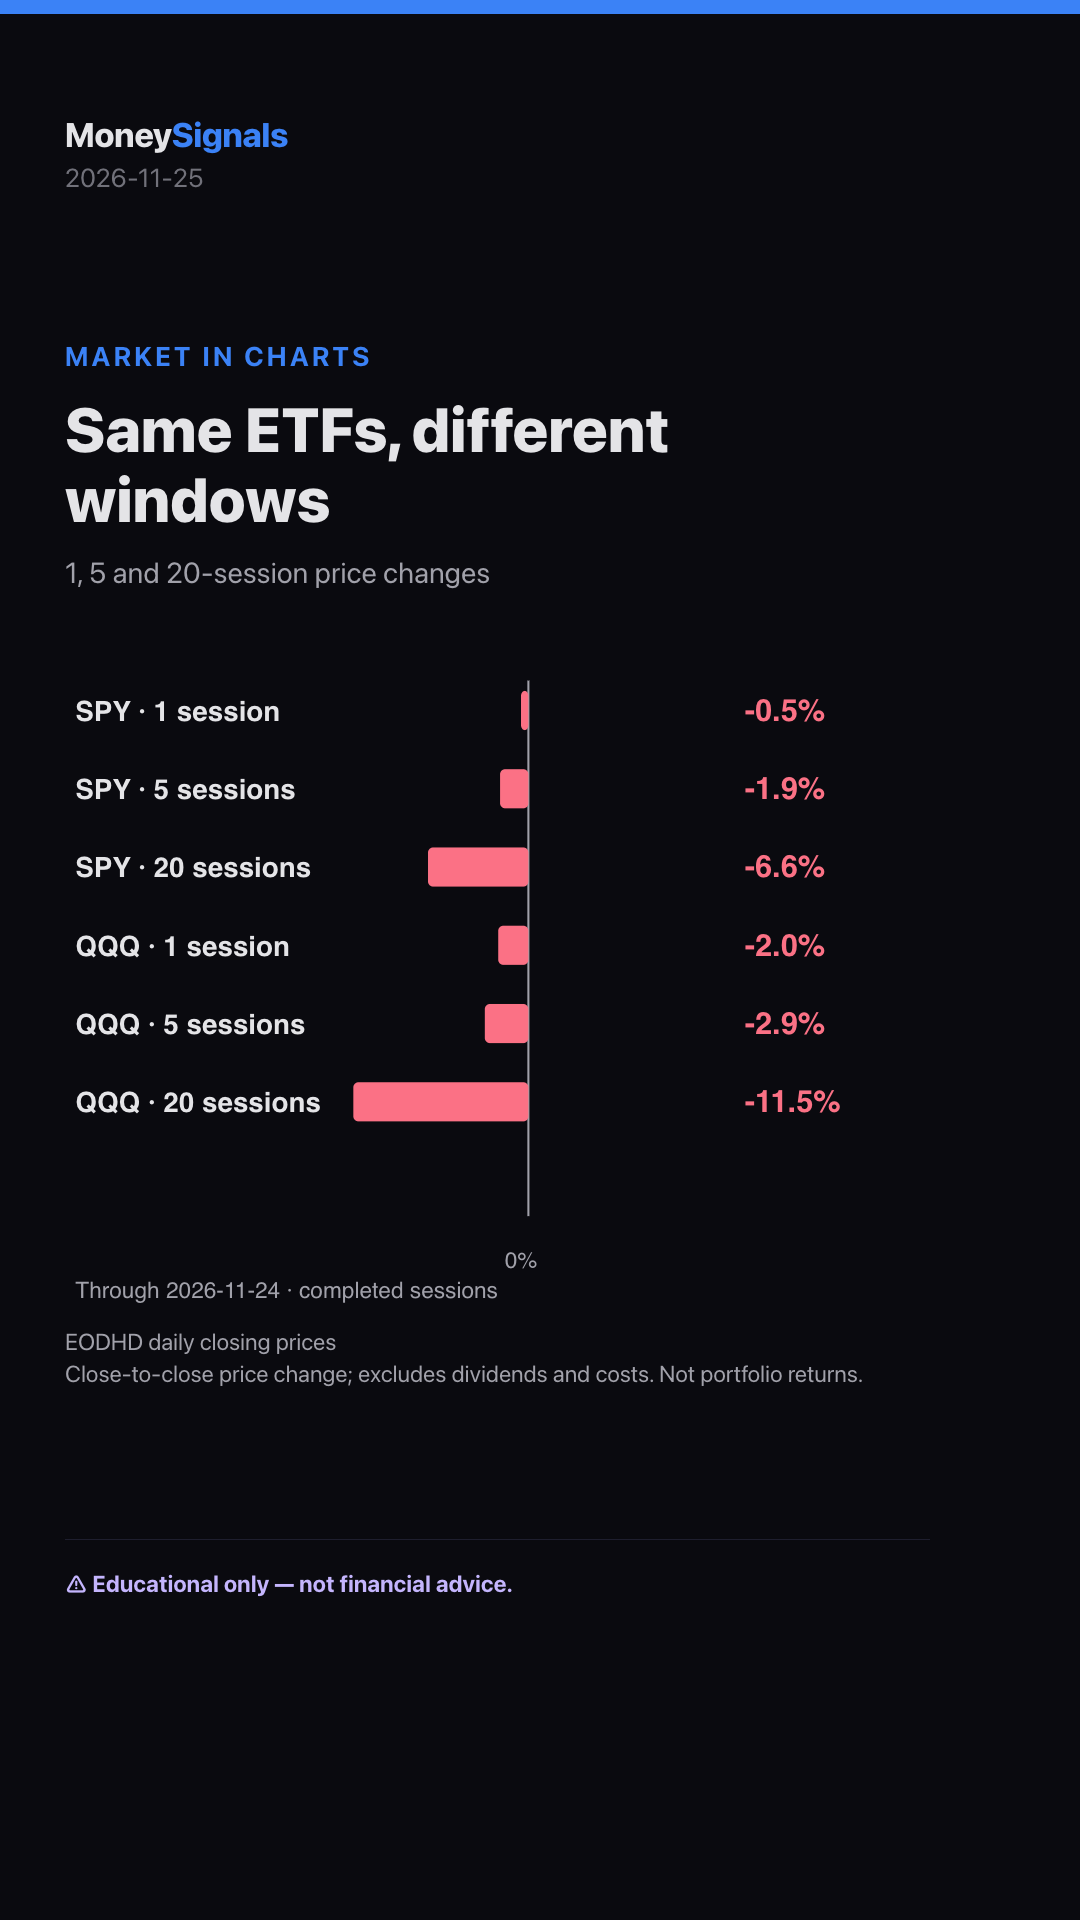 MoneySignals
2026-11-25
MARKET IN CHARTS
Same ETFs, different
windows
1, 5 and 20-session price changes
SPY · 1 session -0.5%
SPY · 5 sessions -1.9%
SPY · 20 sessions -6.6%
QQQ · 1 session -2.0%
QQQ · 5 sessions -2.9%
QQQ · 20 sessions -11.5%
0%
Through 2026-11-24 · completed sessions
EODHD daily closing prices
Close-to-close price change; excludes dividends and costs. Not portfolio returns.
⚠ Educational only — not financial advice.